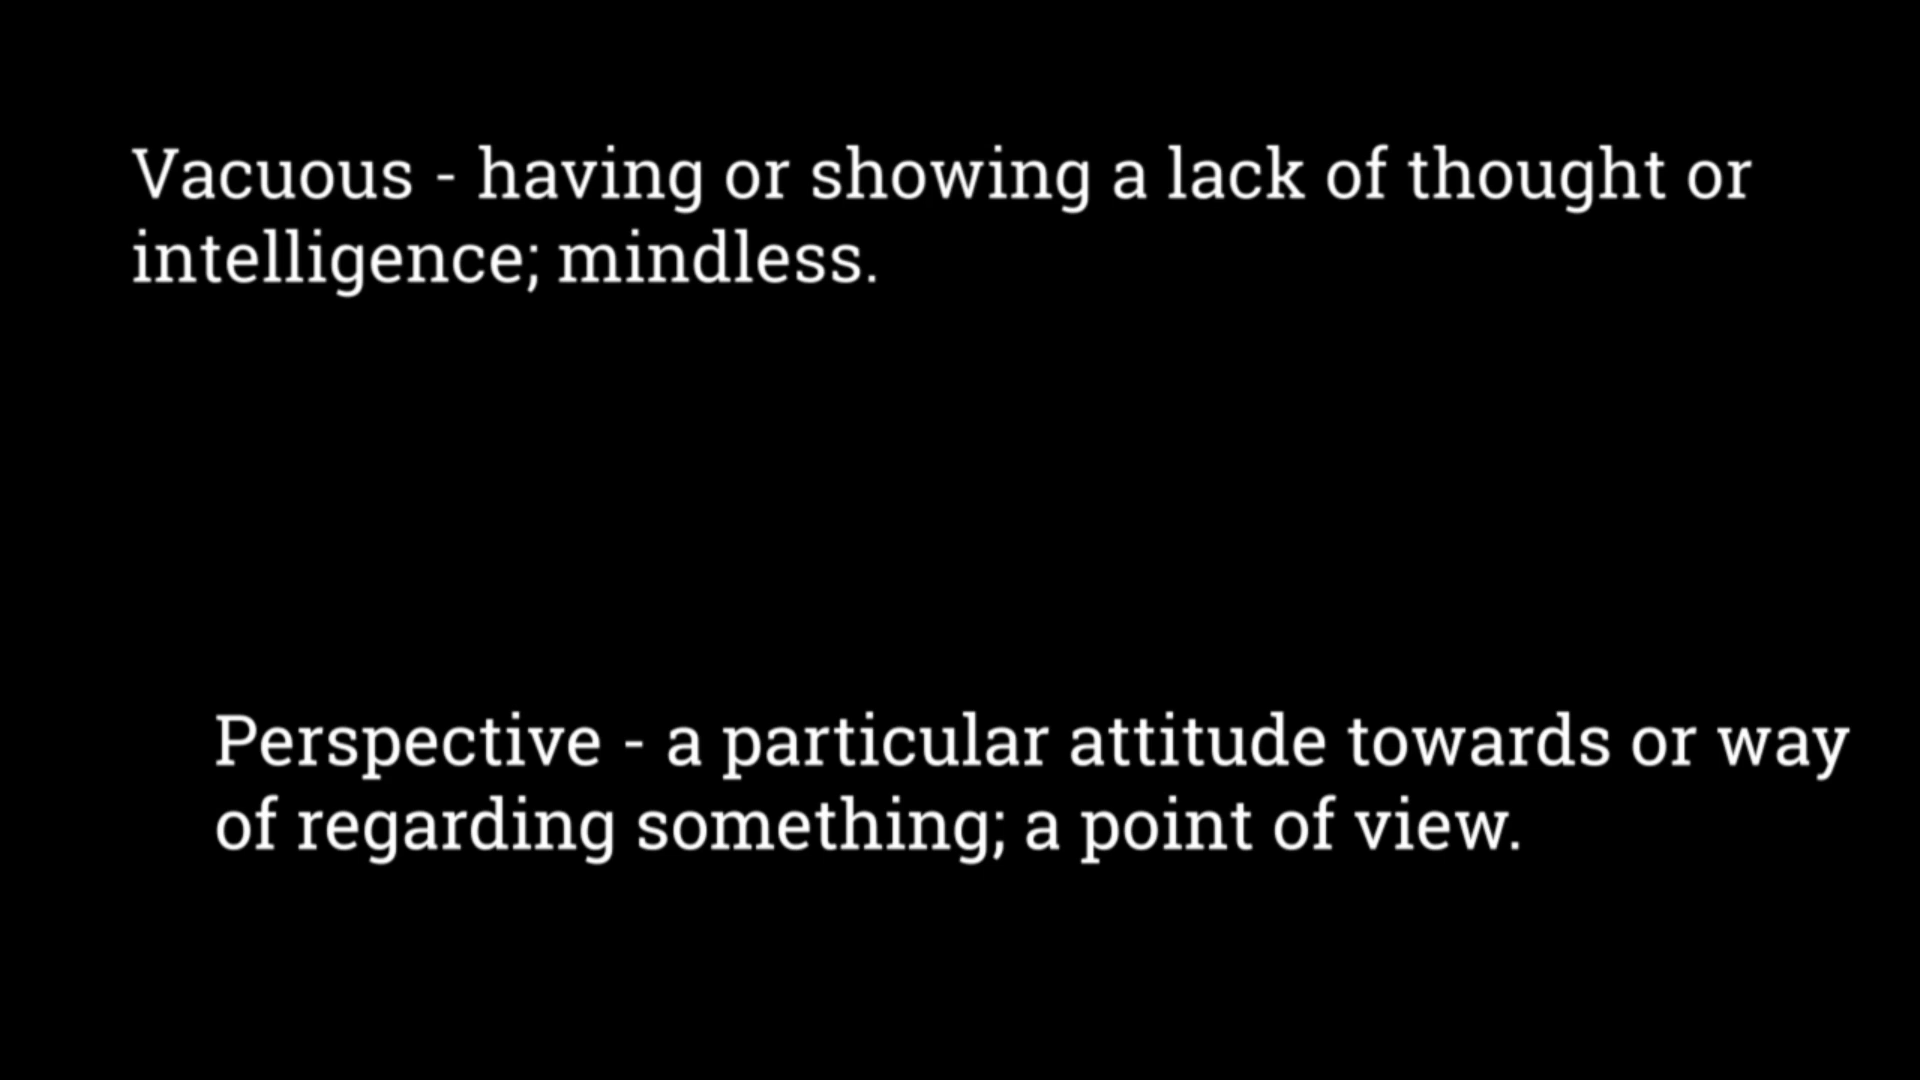 Vacuous - having or showing a lack of thought or
intelligence; mindless.
Perspective - a particular attitude towards or way
of regarding something; a point of view.